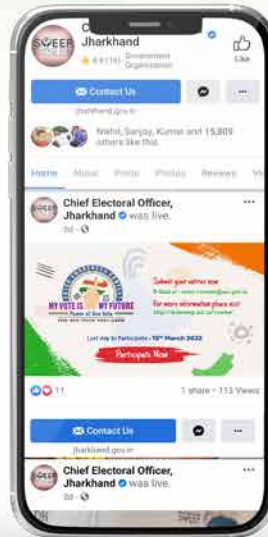 SVEEP
Jharkhand
4.9 (14)
Government
Organisation
Like
Contact Us
jharkhand.gov.in
Nikhil, Sanjay, Kumar and 15,809
others like this
Home About Posts Photos Reviews
Chief Electoral Officer,
Jharkhand was live.
3d
MY VOTE IS MY FUTURE
Power of One Vote
Submit your entries now
For more information please visit
Last day to Participate : 15th March 2022
Participate Now
11
1 share • 113 Views
Contact Us
jharkhand.gov.in
Chief Electoral Officer,
Jharkhand was live.
3d